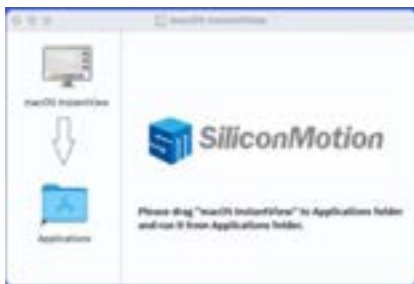 macOS InstantView
macOS InstantView
SiliconMotion
Please drag "macOS InstantView" to Applications folder
and run it from Applications folder.
Applications